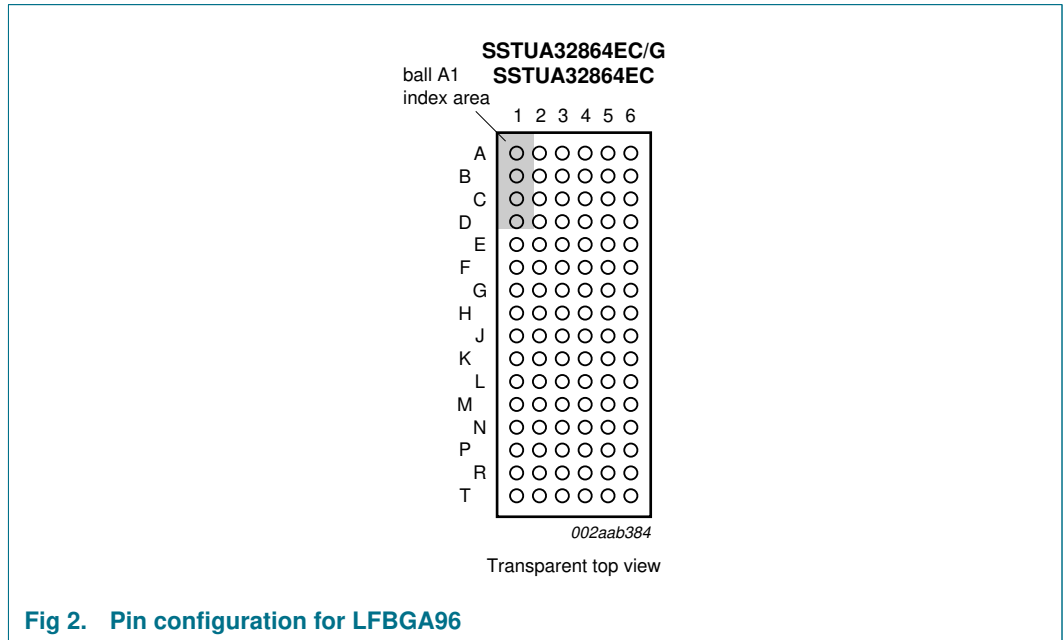 SSTUA32864EC/G
ball A1 SSTUA32864EC
index area
1 2 3 4 5 6
A
B
C
D
E
F
G
H
J
K
L
M
N
P
R
T
002aab384
Transparent top view
Fig 2. Pin configuration for LFBGA96